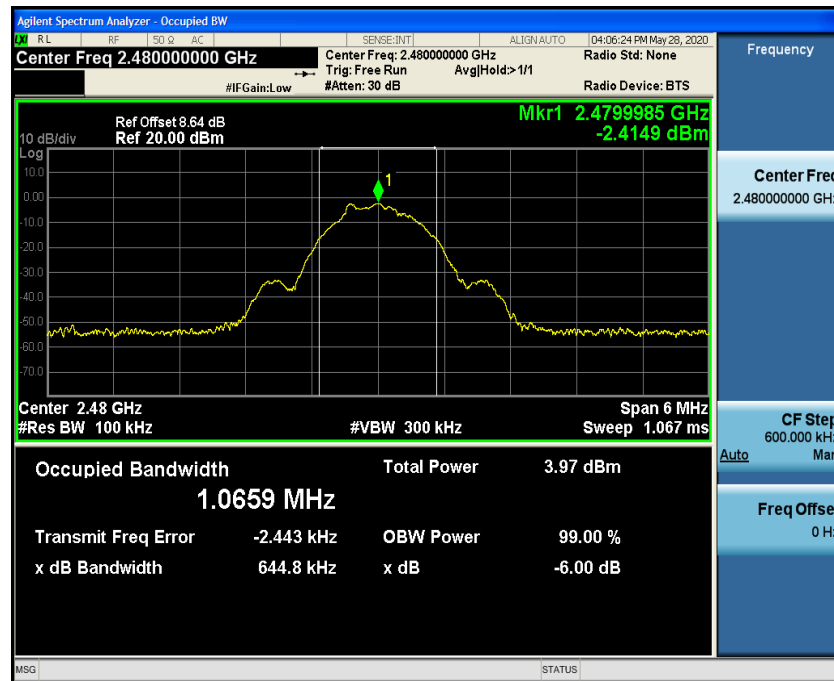 Agilent Spectrum Analyzer - Occupied BW
LXI RL RF 50 Ω AC SENSE:INT ALIGN AUTO 04:06:24 PM May 28, 2020
Center Freq 2.480000000 GHz
Center Freq: 2.480000000 GHz
Radio Std: None
Trig: Free Run Avg|Hold:>1/1
#IFGain:Low #Atten: 30 dB Radio Device: BTS
Ref Offset 8.64 dB
Mkr1 2.4799985 GHz
10 dB/div Ref 20.00 dBm -2.4149 dBm
Log
10.0
0.00
-10.0
-20.0
-30.0
-40.0
-50.0
-60.0
-70.0
1
Center 2.48 GHz Span 6 MHz
#Res BW 100 kHz #VBW 300 kHz Sweep 1.067 ms
Occupied Bandwidth Total Power 3.97 dBm
1.0659 MHz
Transmit Freq Error -2.443 kHz OBW Power 99.00 %
x dB Bandwidth 644.8 kHz x dB -6.00 dB
MSG STATUS
Frequency
Center Freq
2.480000000 GHz
CF Step
600.000 kHz
Auto Man
Freq Offset
0 Hz